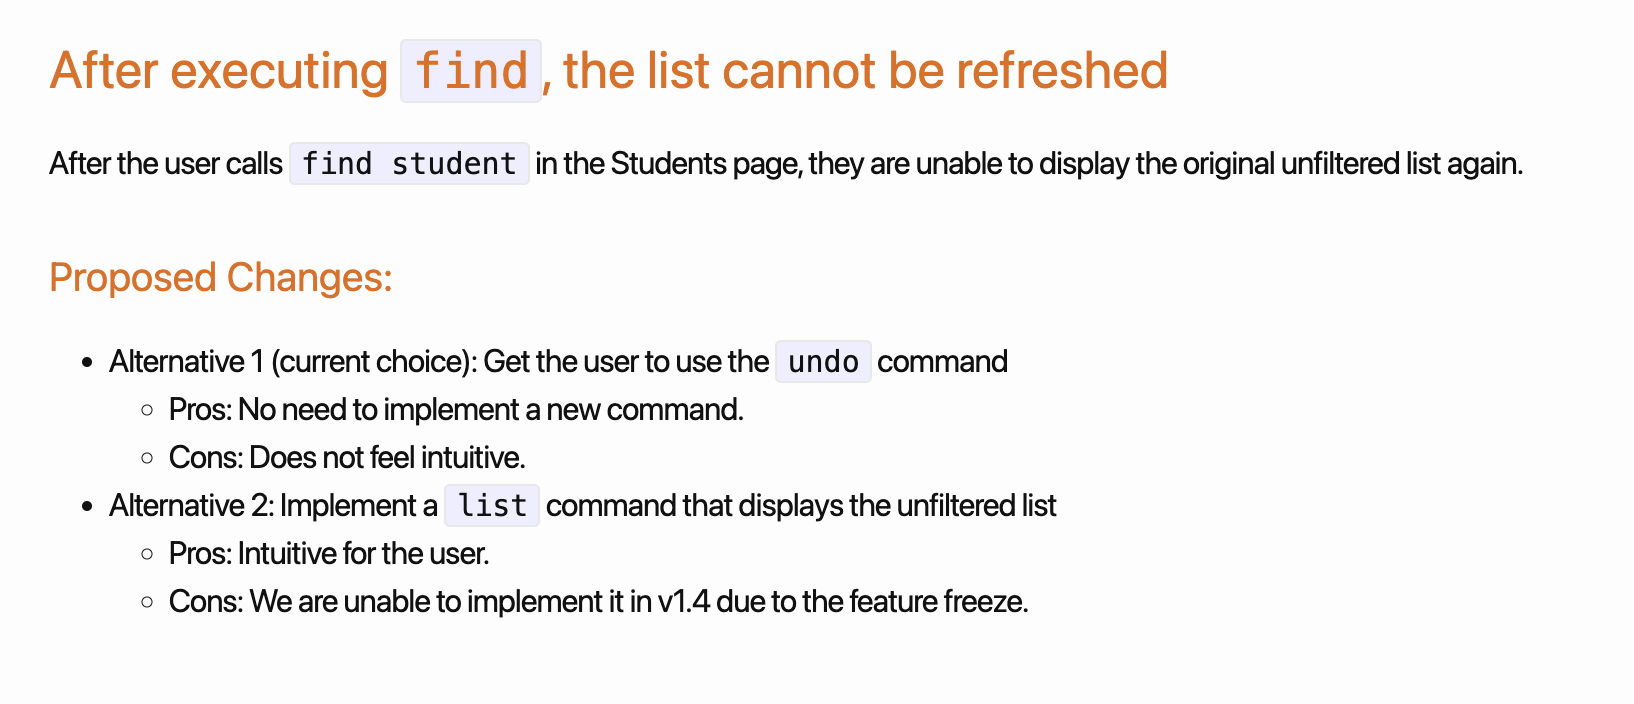 After executing find, the list cannot be refreshed
After the user calls find student in the Students page, they are unable to display the original unfiltered list again.
Proposed Changes:
• Alternative 1 (current choice): Get the user to use the undo command
◦ Pros: No need to implement a new command.
◦ Cons: Does not feel intuitive.
• Alternative 2: Implement a list command that displays the unfiltered list
◦ Pros: Intuitive for the user.
◦ Cons: We are unable to implement it in v1.4 due to the feature freeze.